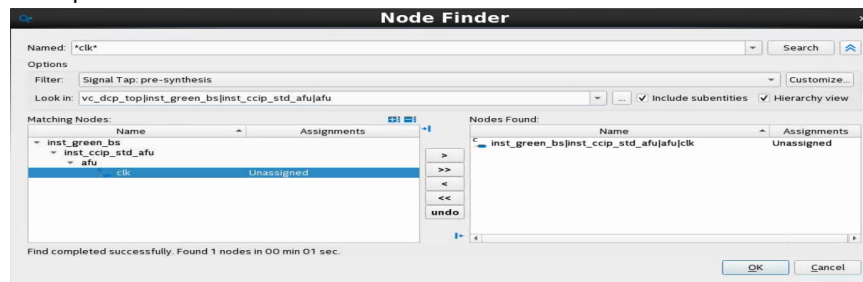 Node Finder
Named: *clk*
Search
Options
Filter: Signal Tap: pre-synthesis
Customize...
Look in: vc_dcp_top|inst_green_bs|inst_ccip_std_afu|afu
...
Include subentities
Hierarchy view
Matching Nodes:
Name Assignments
inst_green_bs
inst_ccip_std_afu
afu
clk Unassigned
>
>>
<
<<
undo
Nodes Found:
Name Assignments
inst_green_bs|inst_ccip_std_afu|afu|clk Unassigned
Find completed successfully. Found 1 nodes in 00 min 01 sec.
OK Cancel